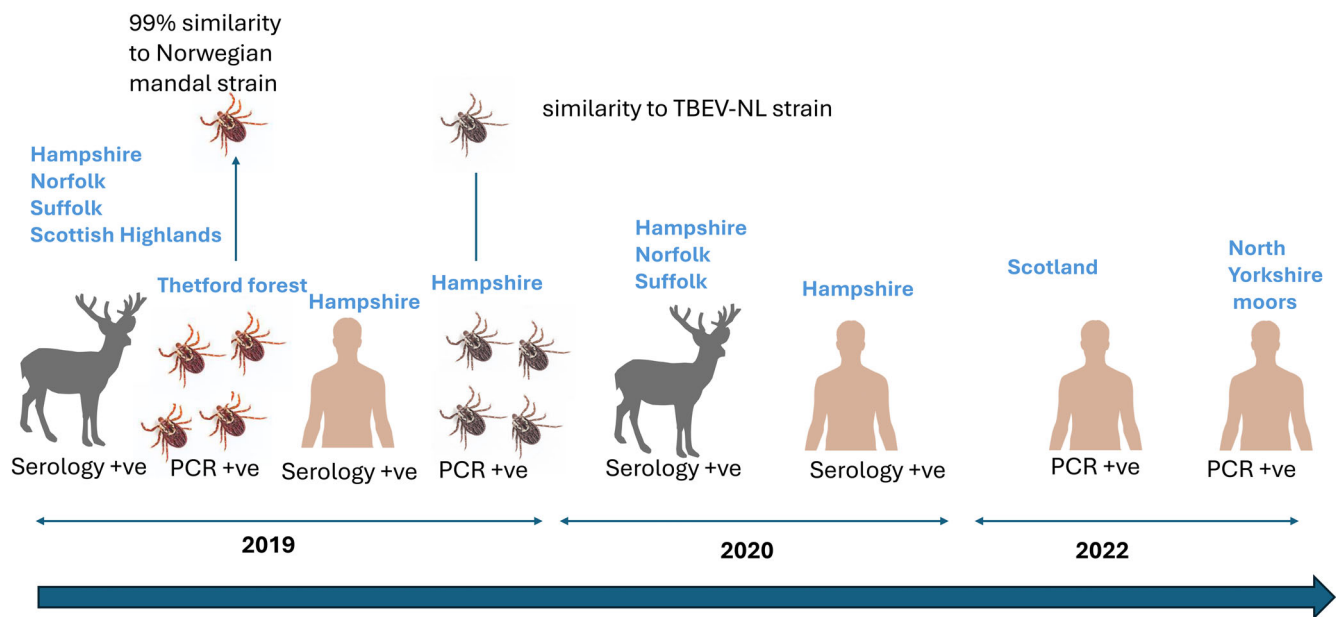 99% similarity
to Norwegian
mandal strain
similarity to TBEV-NL strain
Hampshire
Norfolk
Suffolk
Scottish Highlands
Thetford forest
Hampshire
Hampshire
Hampshire
Norfolk
Suffolk
Hampshire
Scotland
North
Yorkshire
moors
Serology +ve
PCR +ve
Serology +ve
PCR +ve
Serology +ve
Serology +ve
PCR +ve
PCR +ve
2019
2020
2022